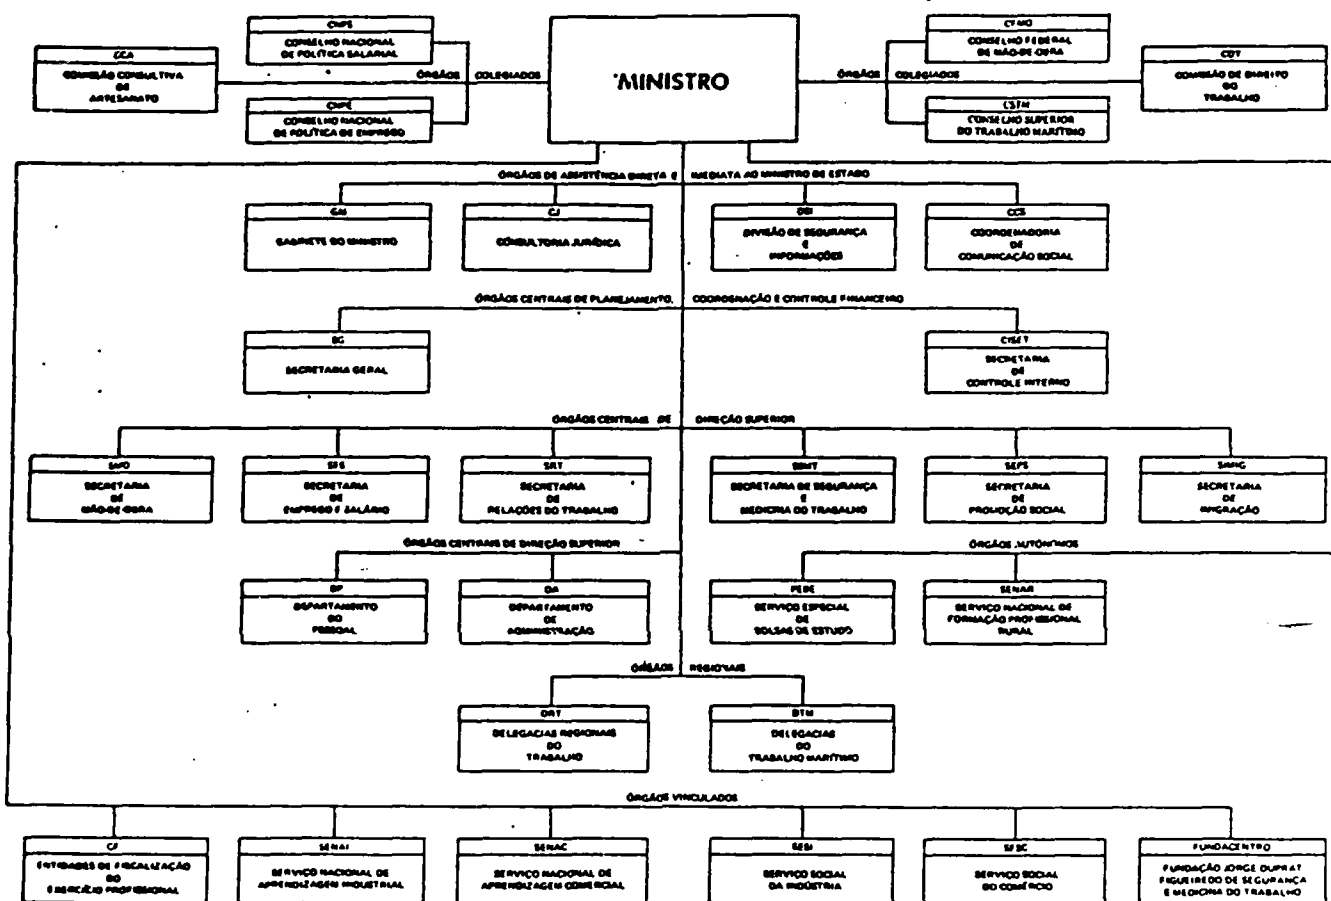 CNPS
CONSELHO NACIONAL
DE POLÍTICA SALARIAL
CFMO
CONSELHO FEDERAL
DE MÃO-DE-OBRA
CCA
COMISSÃO CONSULTIVA
DE
ARTESANATO
ÓRGÃOS COLEGIADOS
MINISTRO
ÓRGÃOS COLEGIADOS
CDT
COMISSÃO DE DIREITO
DO
TRABALHO
CNPE
CONSELHO NACIONAL
DE POLÍTICA DE EMPREGO
CSTM
CONSELHO SUPERIOR
DO TRABALHO MARÍTIMO
ÓRGÃOS DE ASSISTÊNCIA DIRETA E IMEDIATA AO MINISTRO DE ESTADO
GM
GABINETE DO MINISTRO
CJ
CONSULTORIA JURÍDICA
DSI
DIVISÃO DE SEGURANÇA
E
INFORMAÇÕES
CCS
COORDENADORIA
DE
COMUNICAÇÃO SOCIAL
ÓRGÃOS CENTRAIS DE PLANEJAMENTO, COORDENAÇÃO E CONTROLE FINANCEIRO
SG
SECRETARIA GERAL
CISET
SECRETARIA
DE
CONTROLE INTERNO
ÓRGÃOS CENTRAIS DE DIREÇÃO SUPERIOR
SMO
SECRETARIA
DE
MÃO-DE-OBRA
SES
SECRETARIA
DE
EMPREGO E SALÁRIO
SRT
SECRETARIA
DE
RELAÇÕES DO TRABALHO
SSMT
SECRETARIA DE SEGURANÇA
E
MEDICINA DO TRABALHO
SEPS
SECRETARIA
DE
PROMOÇÃO SOCIAL
SIMIG
SECRETARIA
DE
IMIGRAÇÃO
ÓRGÃOS CENTRAIS DE DIREÇÃO SUPERIOR
DP
DEPARTAMENTO
DO
PESSOAL
DA
DEPARTAMENTO
DE
ADMINISTRAÇÃO
ÓRGÃOS AUTÔNOMOS
PEBE
SERVIÇO ESPECIAL
DE
BOLSAS DE ESTUDO
SENAR
SERVIÇO NACIONAL DE
FORMAÇÃO PROFISSIONAL
RURAL
ÓRGÃOS REGIONAIS
DRT
DELEGACIAS REGIONAIS
DO
TRABALHO
DTM
DELEGACIAS
DO
TRABALHO MARÍTIMO
ÓRGÃOS VINCULADOS
ENTIDADES DE FISCALIZAÇÃO
DO
EXERCÍCIO PROFISSIONAL
SENAI
SERVIÇO NACIONAL DE
APRENDIZAGEM INDUSTRIAL
SENAC
SERVIÇO NACIONAL DE
APRENDIZAGEM COMERCIAL
SESI
SERVIÇO SOCIAL
DA INDÚSTRIA
SESC
SERVIÇO SOCIAL
DO COMÉRCIO
FUNDACENTRO
FUNDAÇÃO JORGE DUPRAT
FIGUEIREDO DE SEGURANÇA
E MEDICINA DO TRABALHO